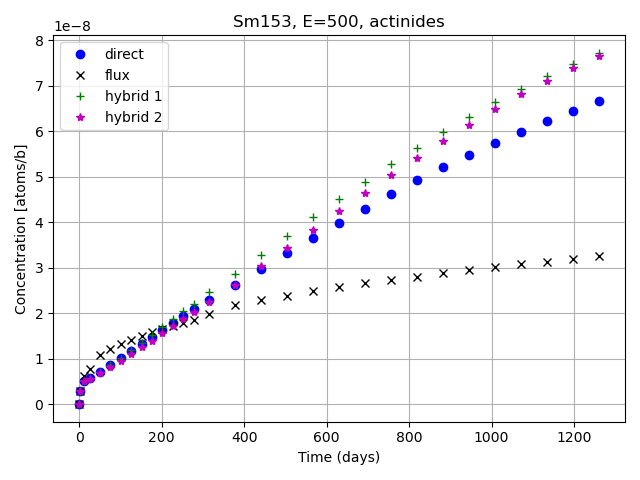 Sm153, E=500, actinides
1e−8
8
7
6
5
4
3
2
1
0
Concentration [atoms/b]
direct
flux
hybrid 1
hybrid 2
0 200 400 600 800 1000 1200
Time (days)